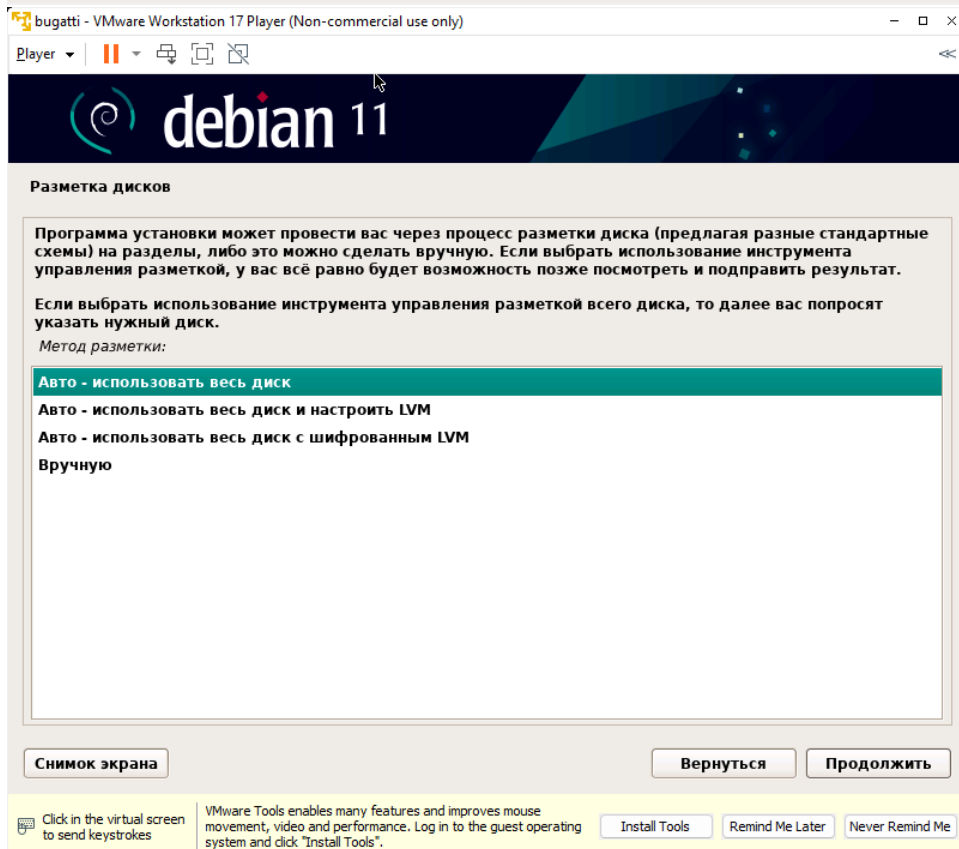 bugatti - VMware Workstation 17 Player (Non-commercial use only)
Player
debian 11
Разметка дисков
Программа установки может провести вас через процесс разметки диска (предлагая разные стандартные
схемы) на разделы, либо это можно сделать вручную. Если выбрать использование инструмента
управления разметкой, у вас всё равно будет возможность позже посмотреть и подправить результат.
Если выбрать использование инструмента управления разметкой всего диска, то далее вас попросят
указать нужный диск.
Метод разметки:
Авто - использовать весь диск
Авто - использовать весь диск и настроить LVM
Авто - использовать весь диск с шифрованным LVM
Вручную
Снимок экрана
Вернуться
Продолжить
Click in the virtual screen
to send keystrokes
VMware Tools enables many features and improves mouse
movement, video and performance. Log in to the guest operating
system and click "Install Tools".
Install Tools
Remind Me Later
Never Remind Me